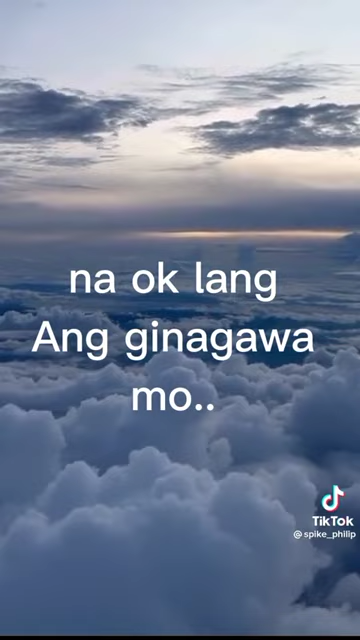 na ok lang
Ang ginagawa
mo..
TikTok
@spike_philip